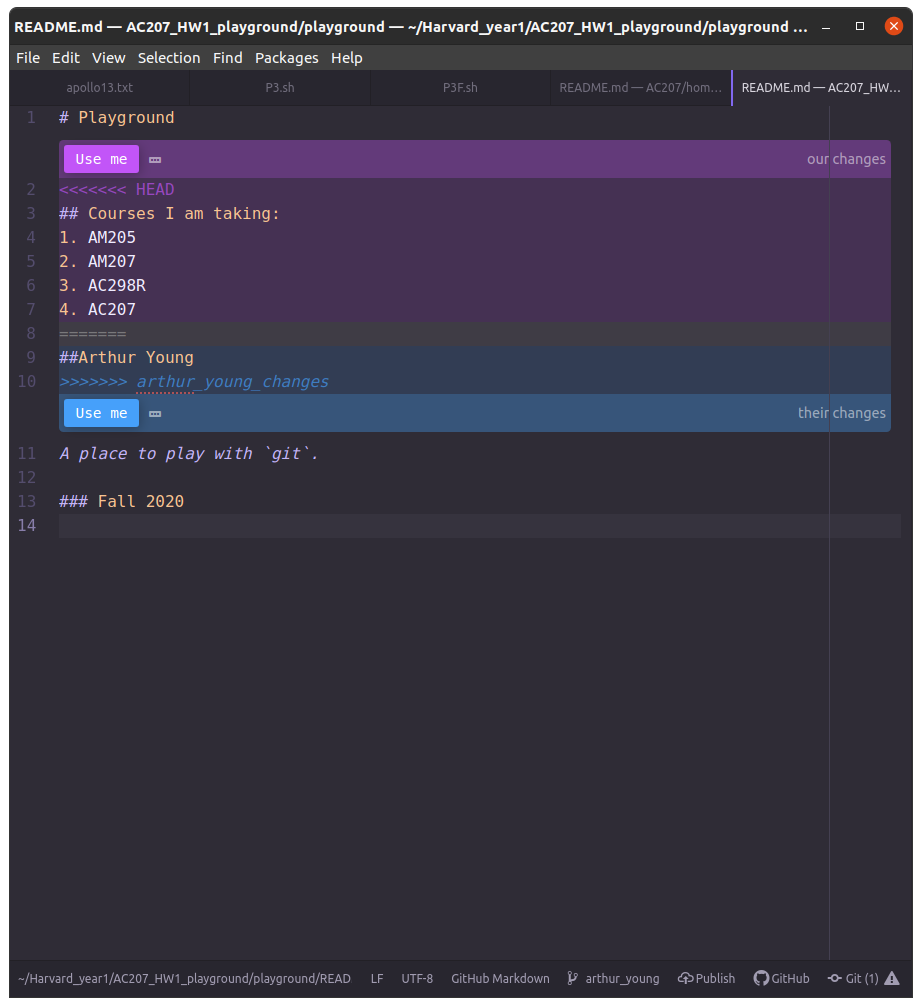 README.md — AC207_HW1_playground/playground — ~/Harvard_year1/AC207_HW1_playground/playground ...
File Edit View Selection Find Packages Help
apollo13.txt P3.sh P3F.sh README.md — AC207/hom... README.md — AC207_HW...
1 # Playground
Use me our changes
2 <<<<<<< HEAD
3 ## Courses I am taking:
4 1. AM205
5 2. AM207
6 3. AC298R
7 4. AC207
8 =======
9 ##Arthur Young
10 >>>>>>> arthur_young_changes
Use me their changes
11 A place to play with `git`.
12
13 ### Fall 2020
14
~/Harvard_year1/AC207_HW1_playground/playground/READ LF UTF-8 GitHub Markdown arthur_young Publish GitHub Git (1)